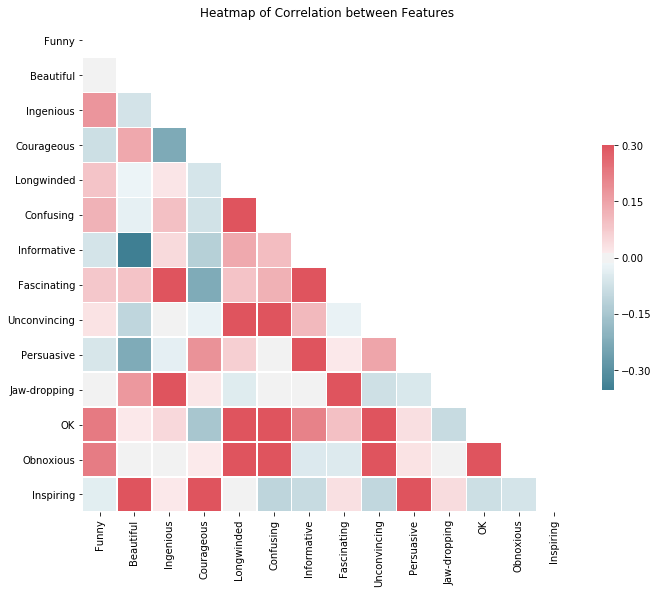 Heatmap of Correlation between Features
Funny
Beautiful
Ingenious
Courageous
Longwinded
Confusing
Informative
Fascinating
Unconvincing
Persuasive
Jaw-dropping
OK
Obnoxious
Inspiring
0.30
0.15
0.00
−0.15
−0.30
Funny
Beautiful
Ingenious
Courageous
Longwinded
Confusing
Informative
Fascinating
Unconvincing
Persuasive
Jaw-dropping
OK
Obnoxious
Inspiring